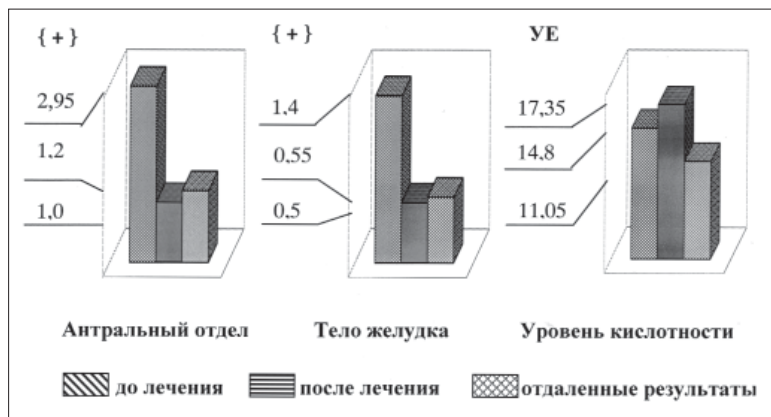 { + } { + } УЕ
2,95 1,4 17,35
1,2 0,55 14,8
1,0 0,5 11,05
Антральный отдел Тело желудка Уровень кислотности
до лечения после лечения отдаленные результаты